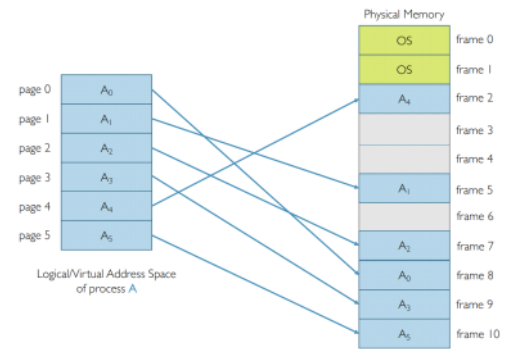 Physical Memory
OS frame 0
OS frame 1
page 0 A₀ A₄ frame 2
page 1 A₁ frame 3
page 2 A₂ frame 4
page 3 A₃ A₁ frame 5
page 4 A₄ frame 6
page 5 A₅ A₂ frame 7
Logical/Virtual Address Space A₀ frame 8
of process A A₃ frame 9
A₅ frame 10